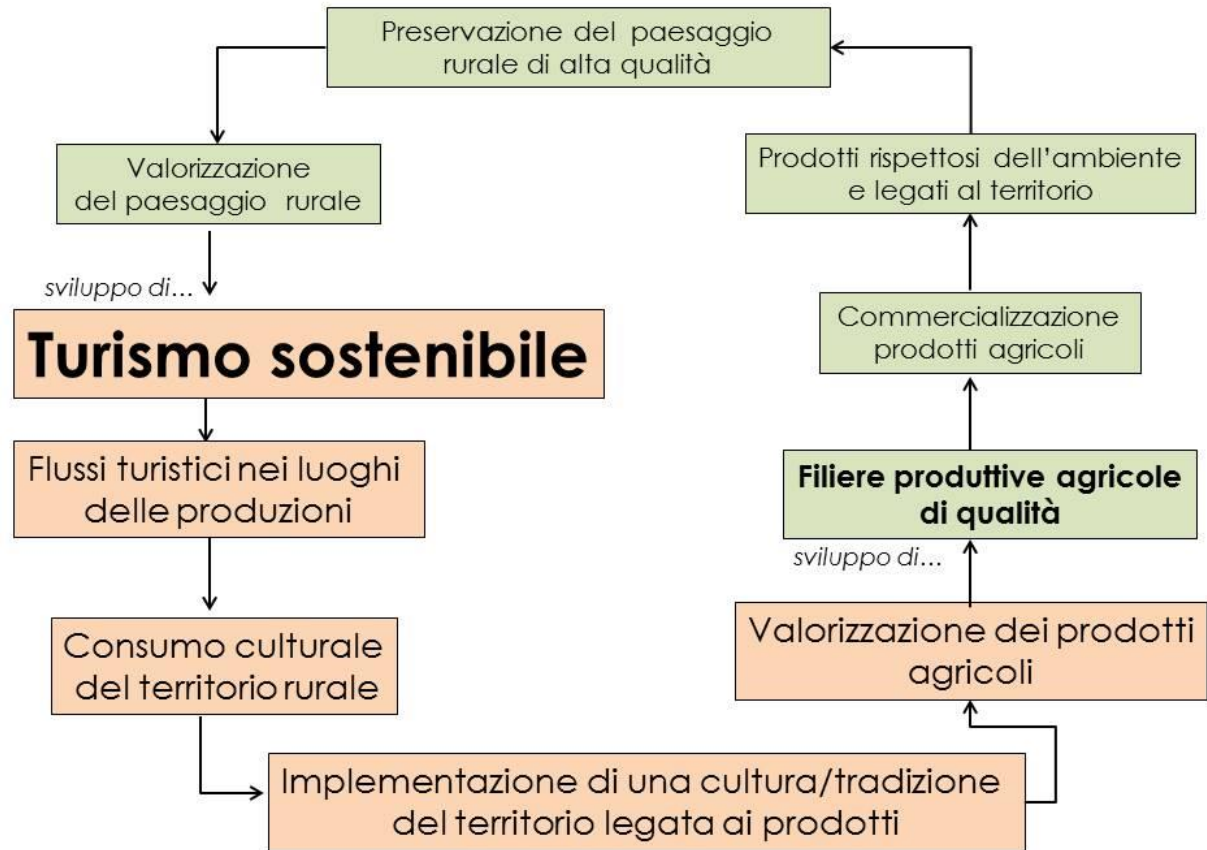 Preservazione del paesaggio
rurale di alta qualità
Valorizzazione
del paesaggio rurale
sviluppo di...
Turismo sostenibile
Flussi turistici nei luoghi
delle produzioni
Consumo culturale
del territorio rurale
Implementazione di una cultura/tradizione
del territorio legata ai prodotti
Valorizzazione dei prodotti
agricoli
sviluppo di...
Filiere produttive agricole
di qualità
Commercializzazione
prodotti agricoli
Prodotti rispettosi dell'ambiente
e legati al territorio